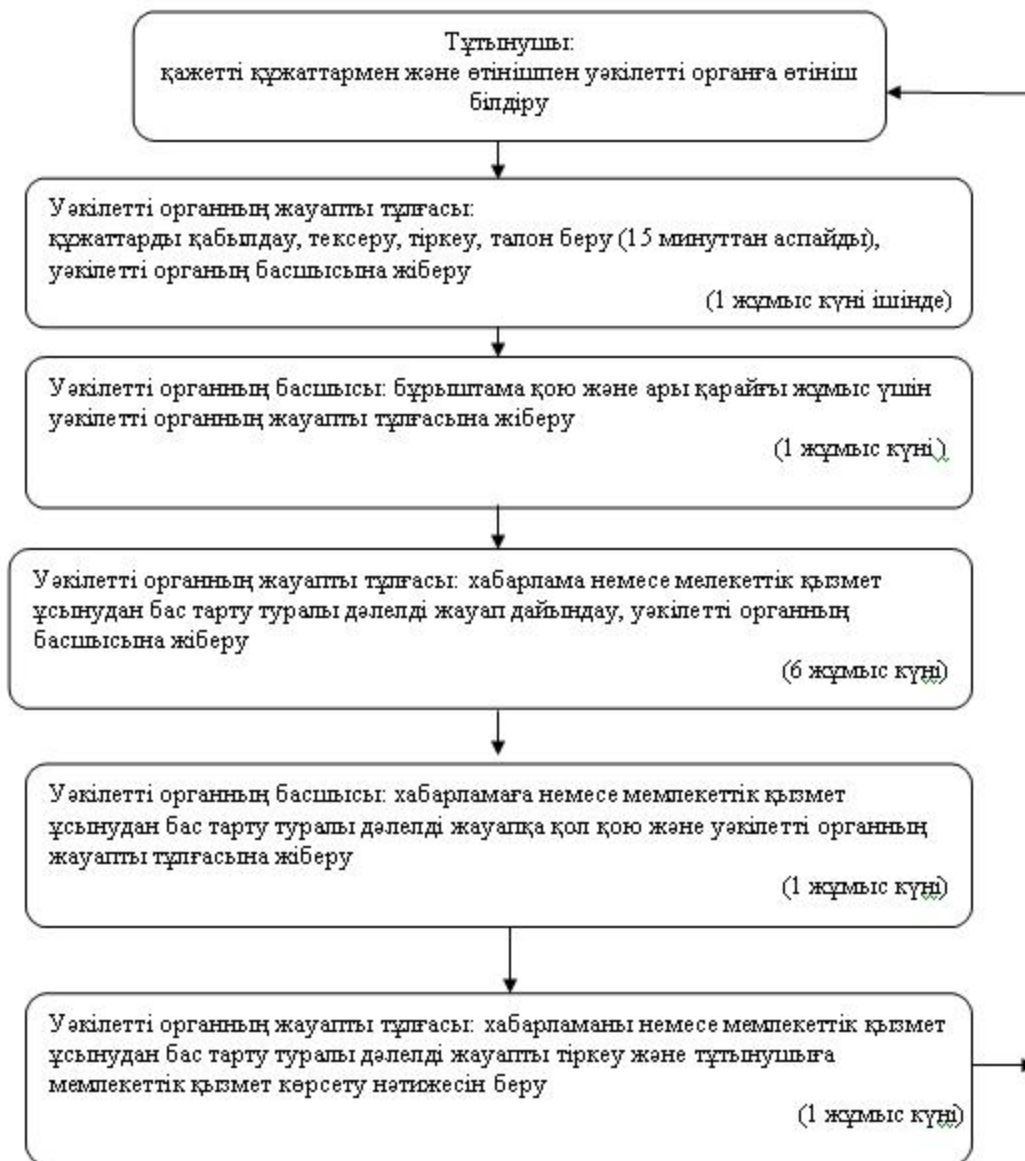 Тұтынушы:
қажетті құжаттармен және өтінішпен уәкілетті органға өтініш
білдіру
Уәкілетті органның жауапты тұлғасы:
құжаттарды қабылдау, тексеру, тіркеу, талон беру (15 минуттан аспайды),
уәкілетті органың басшысына жіберу
(1 жұмыс күні ішінде)
Уәкілетті органның басшысы: бұрыштама қою және ары қарайғы жұмыс үшін
уәкілетті органның жауапты тұлғасына жіберу
(1 жұмыс күні)
Уәкілетті органның жауапты тұлғасы: хабарлама немесе мелекеттік қызмет
ұсынудан бас тарту туралы дәлелді жауап дайындау, уәкілетті органның
басшысына жіберу
(6 жұмыс күні)
Уәкілетті органның басшысы: хабарламаға немесе мемлекеттік қызмет
ұсынудан бас тарту туралы дәлелді жауапқа қол қою және уәкілетті органның
жауапты тұлғасына жіберу
(1 жұмыс күні)
Уәкілетті органның жауапты тұлғасы: хабарламаны немесе мемлекеттік қызмет
ұсынудан бас тарту туралы дәлелді жауапты тіркеу және тұтынушыға
мемлекеттік қызмет көрсету нәтижесін беру
(1 жұмыс күні)